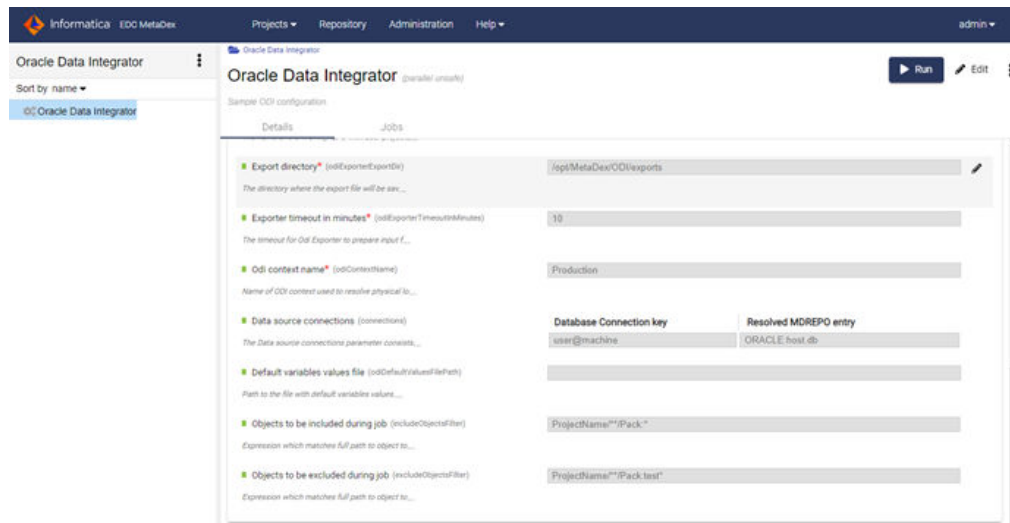 Informatica EDC MetaDex
Projects Repository Administration Help admin
Oracle Data Integrator
Sort by name
Oracle Data Integrator
Oracle Data Integrator
Oracle Data Integrator (parallel unsafe)
Run Edit
Sample ODI configuration
Details Jobs
Export directory* (odiExporterExportDir) /opt/MetaDex/ODI/exports
The directory where the export file will be sav...
Exporter timeout in minutes* (odiExporterTimeoutInMinutes) 10
The timeout for Odi Exporter to prepare input f...
Odi context name* (odiContextName) Production
Name of ODI context used to resolve physical lo...
Data source connections (connections) Database Connection key Resolved MDREPO entry
The Data source connections parameter consists... user@machine ORACLE:host.db
Default variables values file (odiDefaultValuesFilePath)
Path to the file with default variables values...
Objects to be included during job (includeObjectsFilter) ProjectName/**/Pack:*
Expression which matches full path to object to...
Objects to be excluded during job (excludeObjectsFilter) ProjectName/**/Pack:test*
Expression which matches full path to object to...